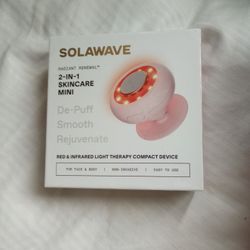 SOLAWAVE
RADIANT RENEWAL™
2-IN-1
SKINCARE
MINI
De-Puff
Smooth
Rejuvenate
RED & INFRARED LIGHT THERAPY COMPACT DEVICE
FOR FACE & BODY | NON-INVASIVE | EASY TO USE